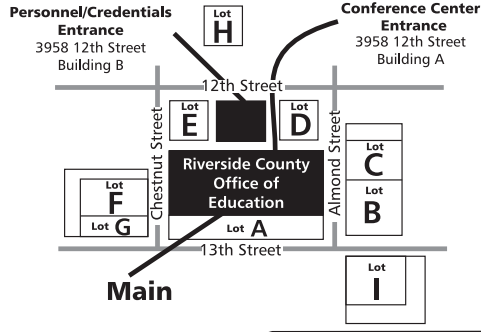 Personnel/Credentials
Entrance
3958 12th Street
Building B
Lot
H
Conference Center
Entrance
3958 12th Street
Building A
12th Street
Lot
E
Lot
D
Chestnut Street
Almond Street
Riverside County
Office of
Education
Lot
C
Lot
F
Lot
B
Lot G
Lot A
13th Street
Main
Lot
I